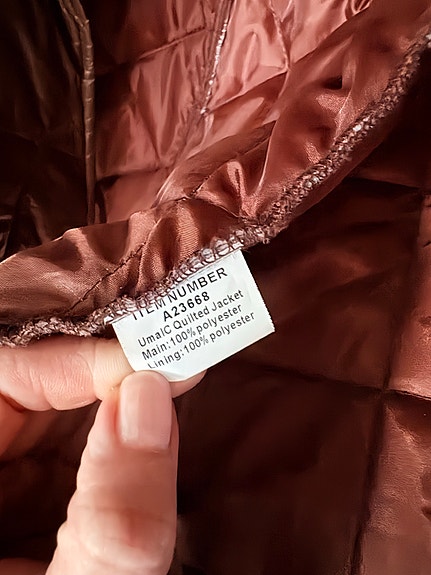 ITEM NUMBER
A23668
UmaIC Quilted Jacket
Main:100%polyester
Lining:100%polyester